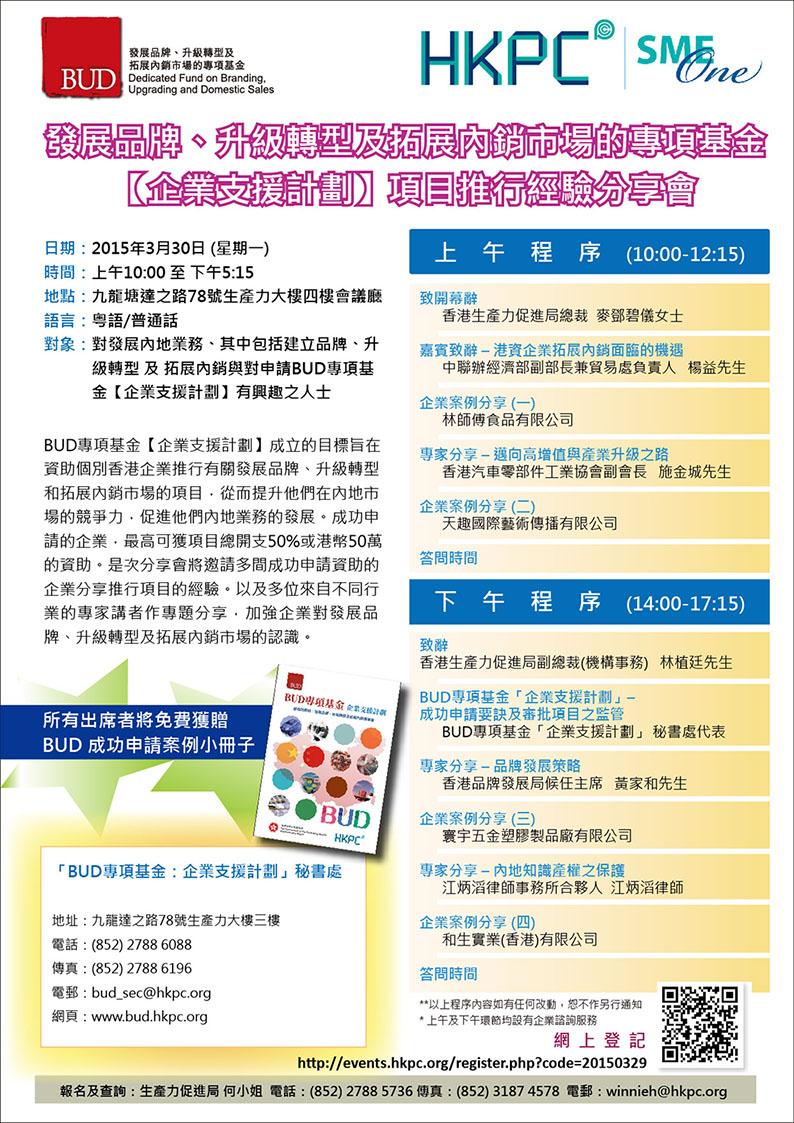 BUD
發展品牌、升級轉型及
拓展內銷市場的專項基金
Dedicated Fund on Branding,
Upgrading and Domestic Sales
HKPC
SME
One
發展品牌、升級轉型及拓展內銷市場的專項基金
【企業支援計劃】項目推行經驗分享會
日期：2015年3月30日 (星期一)
時間：上午10:00 至 下午5:15
地點：九龍塘達之路78號生產力大樓四樓會議廳
語言：粵語/普通話
對象：對發展內地業務、其中包括建立品牌、升
級轉型 及 拓展內銷與對申請BUD專項基
金【企業支援計劃】有興趣之人士
BUD專項基金【企業支援計劃】成立的目標旨在
資助個別香港企業推行有關發展品牌、升級轉型
和拓展內銷市場的項目，從而提升他們在內地市
場的競爭力，促進他們內地業務的發展。成功申
請的企業，最高可獲項目總開支50%或港幣50萬
的資助。是次分享會將邀請多間成功申請資助的
企業分享推行項目的經驗。以及多位來自不同行
業的專家講者作專題分享，加強企業對發展品
牌、升級轉型及拓展內銷市場的認識。
所有出席者將免費獲贈
BUD 成功申請案例小冊子
BUD
BUD專項基金 企業支援計劃
BUD
HKPC
「BUD專項基金：企業支援計劃」秘書處
地址：九龍達之路78號生產力大樓三樓
電話：(852) 2788 6088
傳真：(852) 2788 6196
電郵：bud_sec@hkpc.org
網頁：www.bud.hkpc.org
上午程序 (10:00-12:15)
致開幕辭
香港生產力促進局總裁 麥鄧碧儀女士
嘉賓致辭 – 港資企業拓展內銷面臨的機遇
中聯辦經濟部副部長兼貿易處負責人 楊益先生
企業案例分享 (一)
林師傅食品有限公司
專家分享 – 邁向高增值與產業升級之路
香港汽車零部件工業協會副會長 施金城先生
企業案例分享 (二)
天趣國際藝術傳播有限公司
答問時間
下午程序 (14:00-17:15)
致辭
香港生產力促進局副總裁(機構事務) 林植廷先生
BUD專項基金「企業支援計劃」–
成功申請要訣及審批項目之監管
BUD專項基金「企業支援計劃」 秘書處代表
專家分享 – 品牌發展策略
香港品牌發展局候任主席 黃家和先生
企業案例分享 (三)
寰宇五金塑膠製品廠有限公司
專家分享 – 內地知識產權之保護
江炳滔律師事務所合夥人 江炳滔律師
企業案例分享 (四)
和生實業(香港)有限公司
答問時間
**以上程序內容如有任何改動，恕不作另行通知
* 上午及下午環節均設有企業諮詢服務
網上登記
http://events.hkpc.org/register.php?code=20150329
報名及查詢：生產力促進局 何小姐 電話：(852) 2788 5736 傳真：(852) 3187 4578 電郵：winnieh@hkpc.org